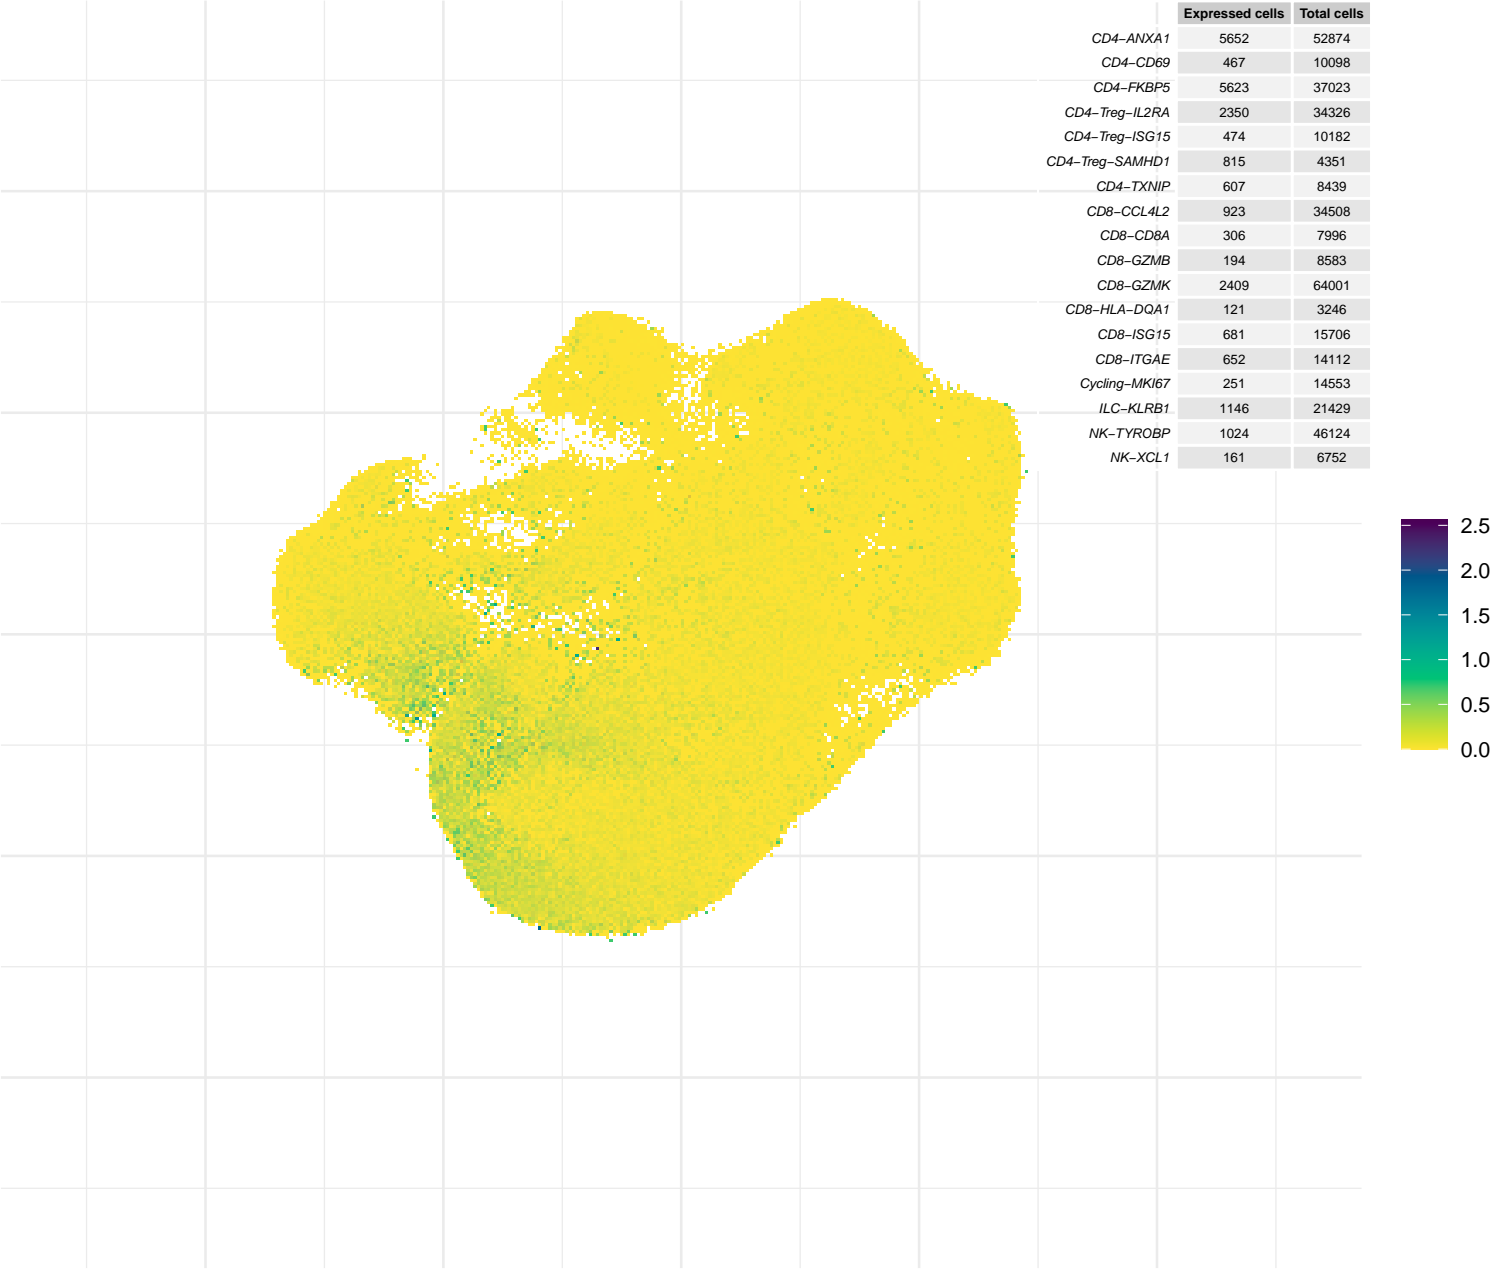 Expressed cells Total cells
CD4−ANXA1 5652 52874
CD4−CD69 467 10098
CD4−FKBP5 5623 37023
CD4−Treg−IL2RA 2350 34326
CD4−Treg−ISG15 474 10182
CD4−Treg−SAMHD1 815 4351
CD4−TXNIP 607 8439
CD8−CCL4L2 923 34508
CD8−CD8A 306 7996
CD8−GZMB 194 8583
CD8−GZMK 2409 64001
CD8−HLA−DQA1 121 3246
CD8−ISG15 681 15706
CD8−ITGAE 652 14112
Cycling−MKI67 251 14553
ILC−KLRB1 1146 21429
NK−TYROBP 1024 46124
NK−XCL1 161 6752
2.5
2.0
1.5
1.0
0.5
0.0